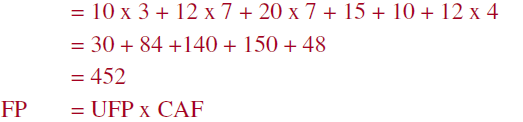 = 10 x 3 + 12 x 7 + 20 x 7 + 15 + 10 + 12 x 4
= 30 + 84 +140 + 150 + 48
= 452
FP = UFP x CAF